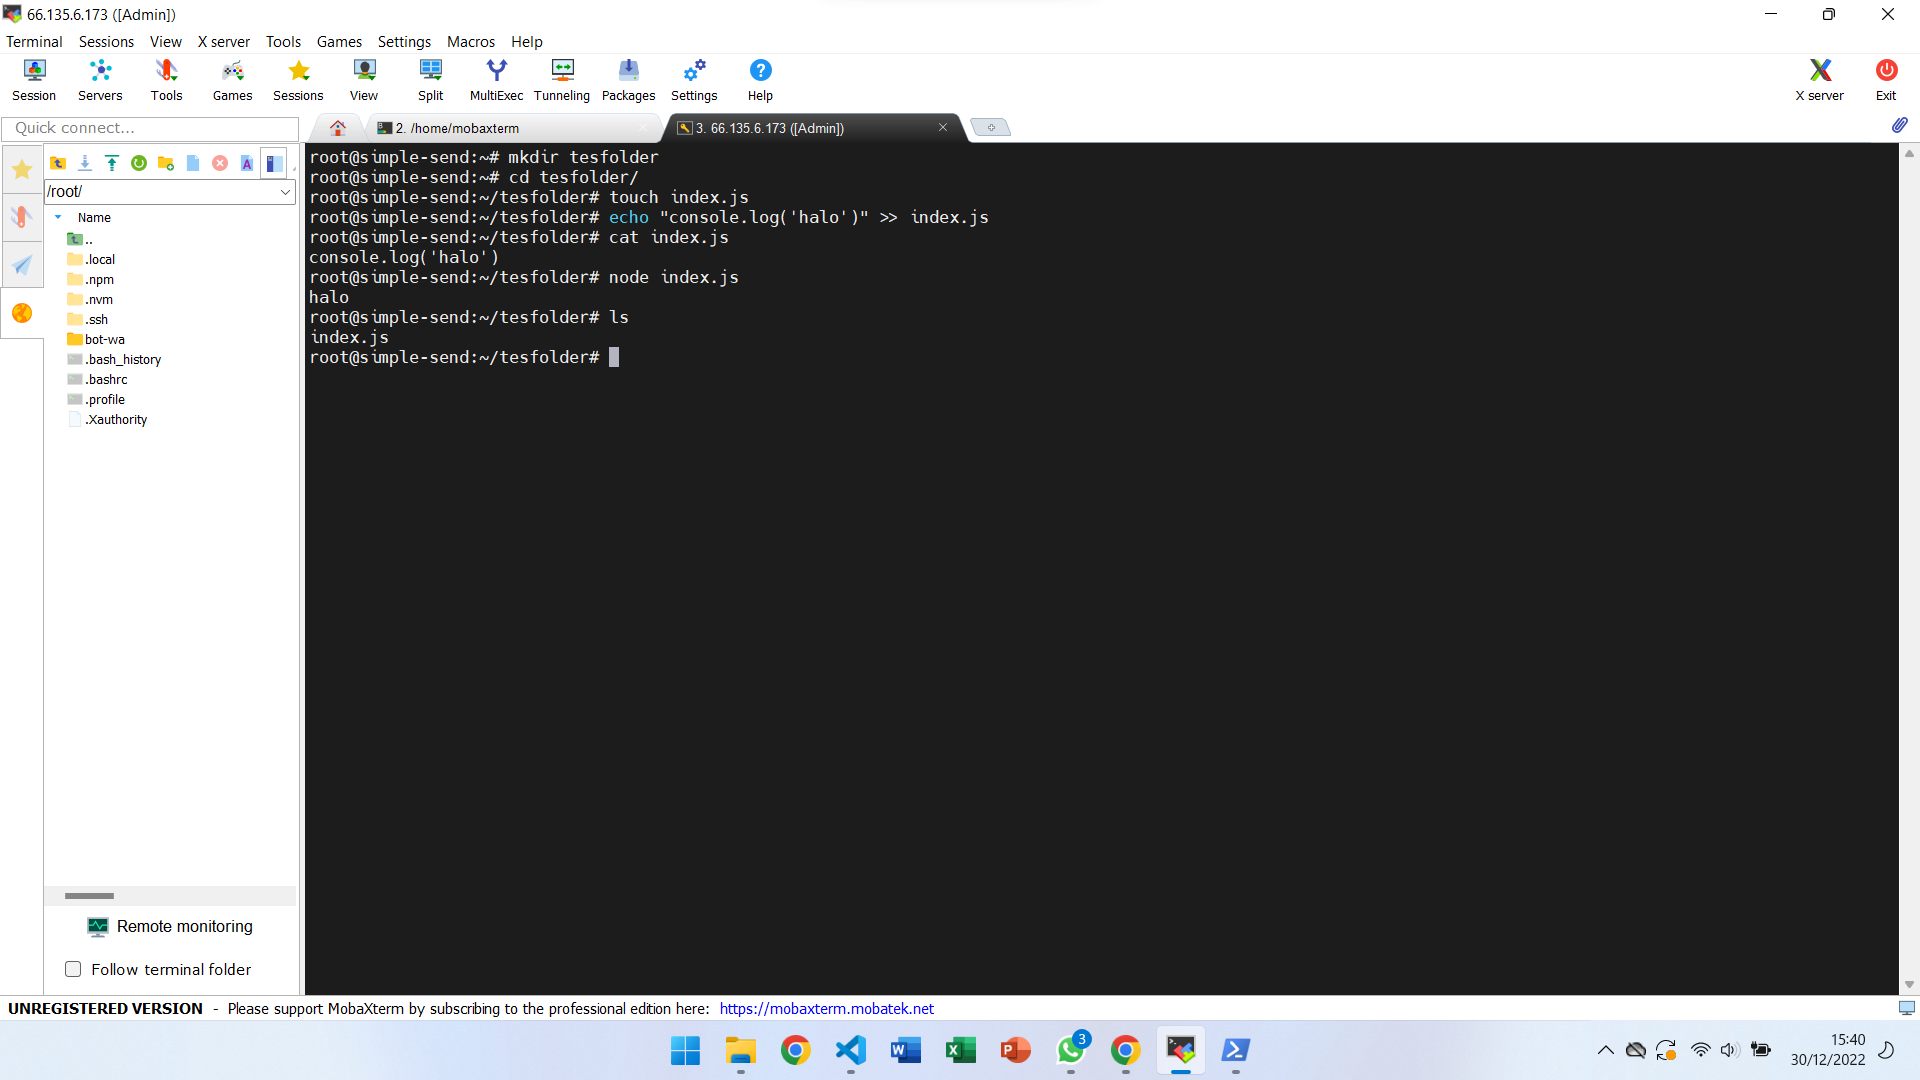 66.135.6.173 ([Admin])
Terminal Sessions View X server Tools Games Settings Macros Help
Session Servers Tools Games Sessions View Split MultiExec Tunneling Packages Settings Help X server Exit
Quick connect...
2. /home/mobaxterm
3. 66.135.6.173 ([Admin])
/root/
Name
..
.local
.npm
.nvm
.ssh
bot-wa
.bash_history
.bashrc
.profile
.Xauthority
Remote monitoring
Follow terminal folder
root@simple-send:~# mkdir tesfolder
root@simple-send:~# cd tesfolder/
root@simple-send:~/tesfolder# touch index.js
root@simple-send:~/tesfolder# echo "console.log('halo')" >> index.js
root@simple-send:~/tesfolder# cat index.js
console.log('halo')
root@simple-send:~/tesfolder# node index.js
halo
root@simple-send:~/tesfolder# ls
index.js
root@simple-send:~/tesfolder#
UNREGISTERED VERSION - Please support MobaXterm by subscribing to the professional edition here: https://mobaxterm.mobatek.net
3
15:40
30/12/2022